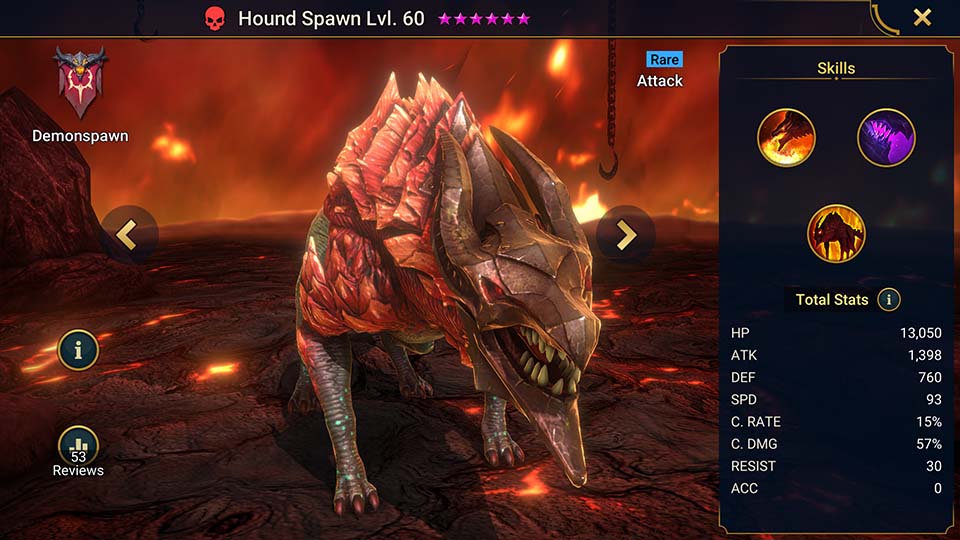 Hound Spawn Lvl. 60
Demonspawn
Rare
Attack
Skills
Total Stats
i
HP 13,050
ATK 1,398
DEF 760
SPD 93
C. RATE 15%
C. DMG 57%
RESIST 30
ACC 0
i
53
Reviews